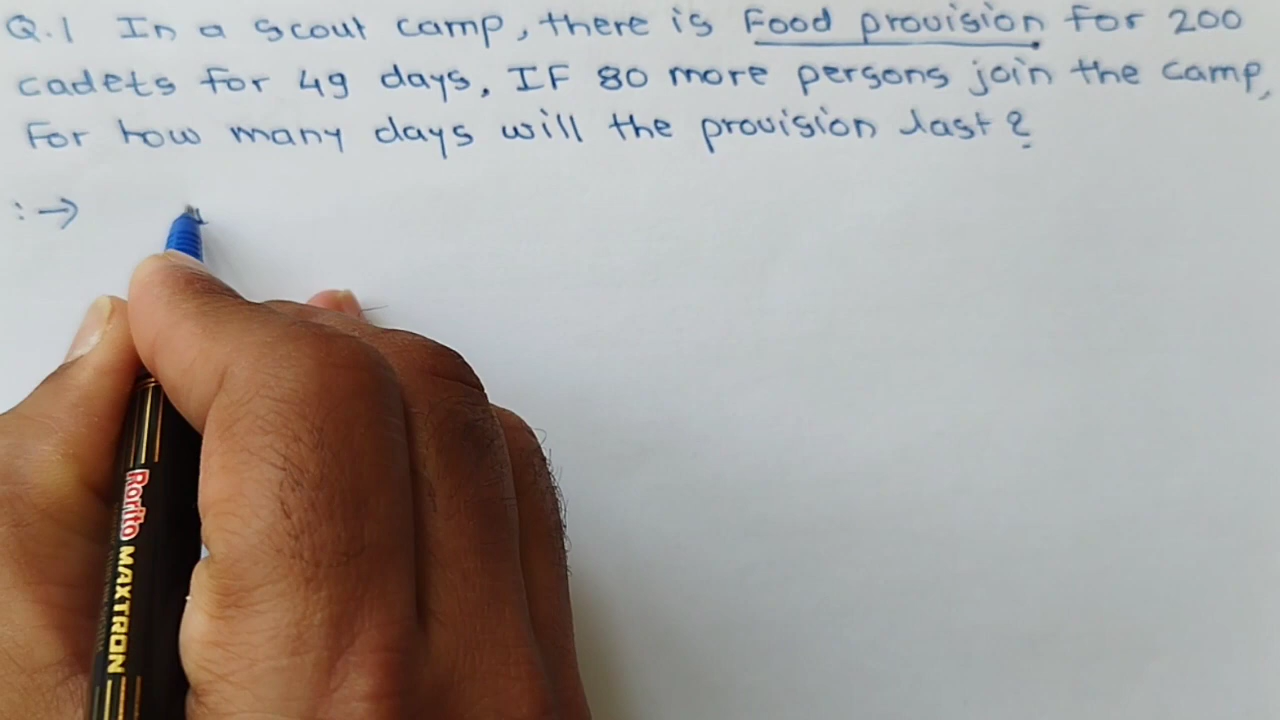 Q.1 In a scout camp, there is Food provision for 200
cadets for 49 days. IF 80 more persons join the camp,
For how many days will the provision last?
:→
Rorito MAXTRON